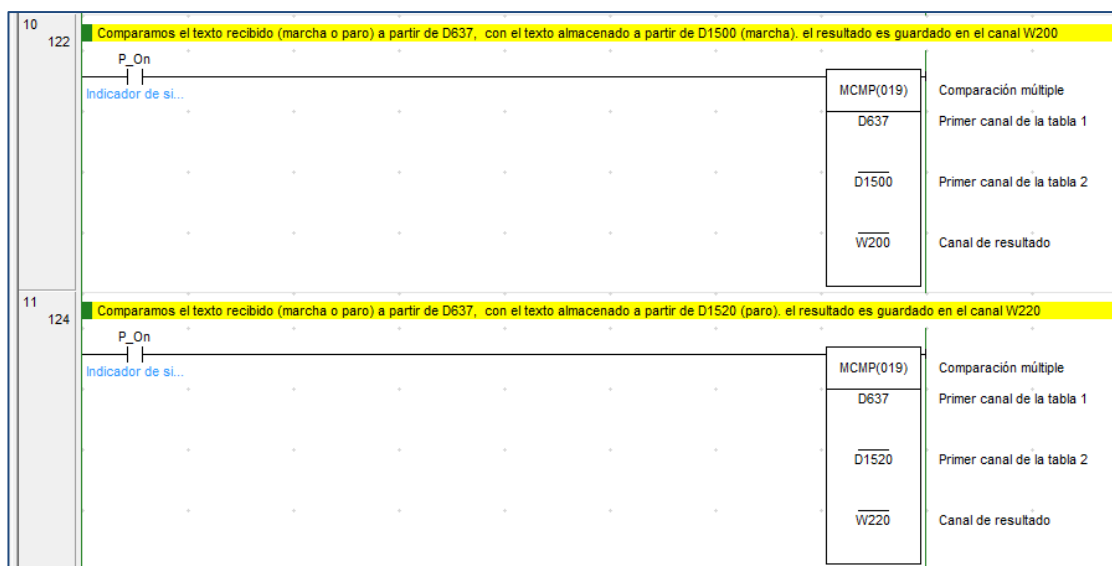 10
122
Comparamos el texto recibido (marcha o paro) a partir de D637, con el texto almacenado a partir de D1500 (marcha). el resultado es guardado en el canal W200
P_On
Indicador de si...
MCMP(019) Comparación múltiple
D637 Primer canal de la tabla 1
D1500 Primer canal de la tabla 2
W200 Canal de resultado
11
124
Comparamos el texto recibido (marcha o paro) a partir de D637, con el texto almacenado a partir de D1520 (paro). el resultado es guardado en el canal W220
P_On
Indicador de si...
MCMP(019) Comparación múltiple
D637 Primer canal de la tabla 1
D1520 Primer canal de la tabla 2
W220 Canal de resultado